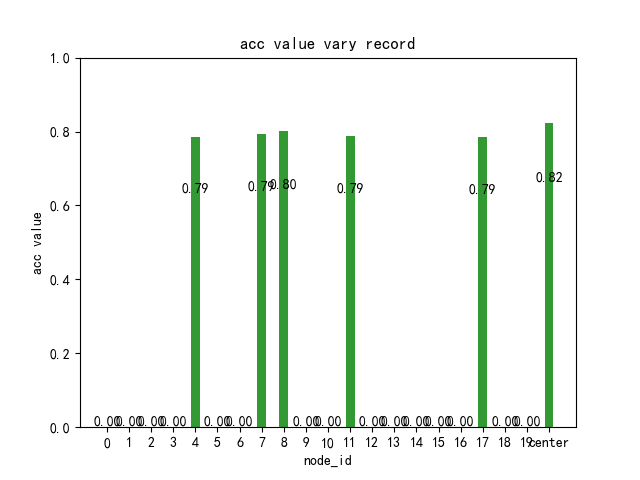 acc value vary record
1.0
0.8
0.6
0.4
0.2
0.0
acc value
0.00 0.00 0.00 0.00 0.79 0.00 0.00 0.79 0.80 0.00 0.00 0.79 0.00 0.00 0.00 0.00 0.00 0.79 0.00 0.00 0.82
0 1 2 3 4 5 6 7 8 9 10 11 12 13 14 15 16 17 18 19 center
node_id